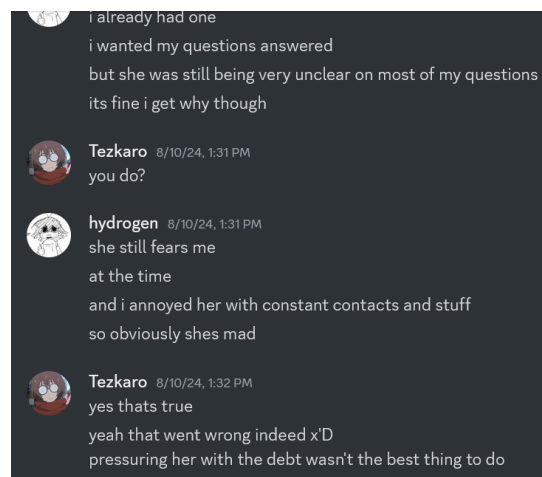 i already had one
i wanted my questions answered
but she was still being very unclear on most of my questions
its fine i get why though
Tezkaro 8/10/24, 1:31 PM
you do?
hydrogen 8/10/24, 1:31 PM
she still fears me
at the time
and i annoyed her with constant contacts and stuff
so obviously shes mad
Tezkaro 8/10/24, 1:32 PM
yes thats true
yeah that went wrong indeed x'D
pressuring her with the debt wasn't the best thing to do